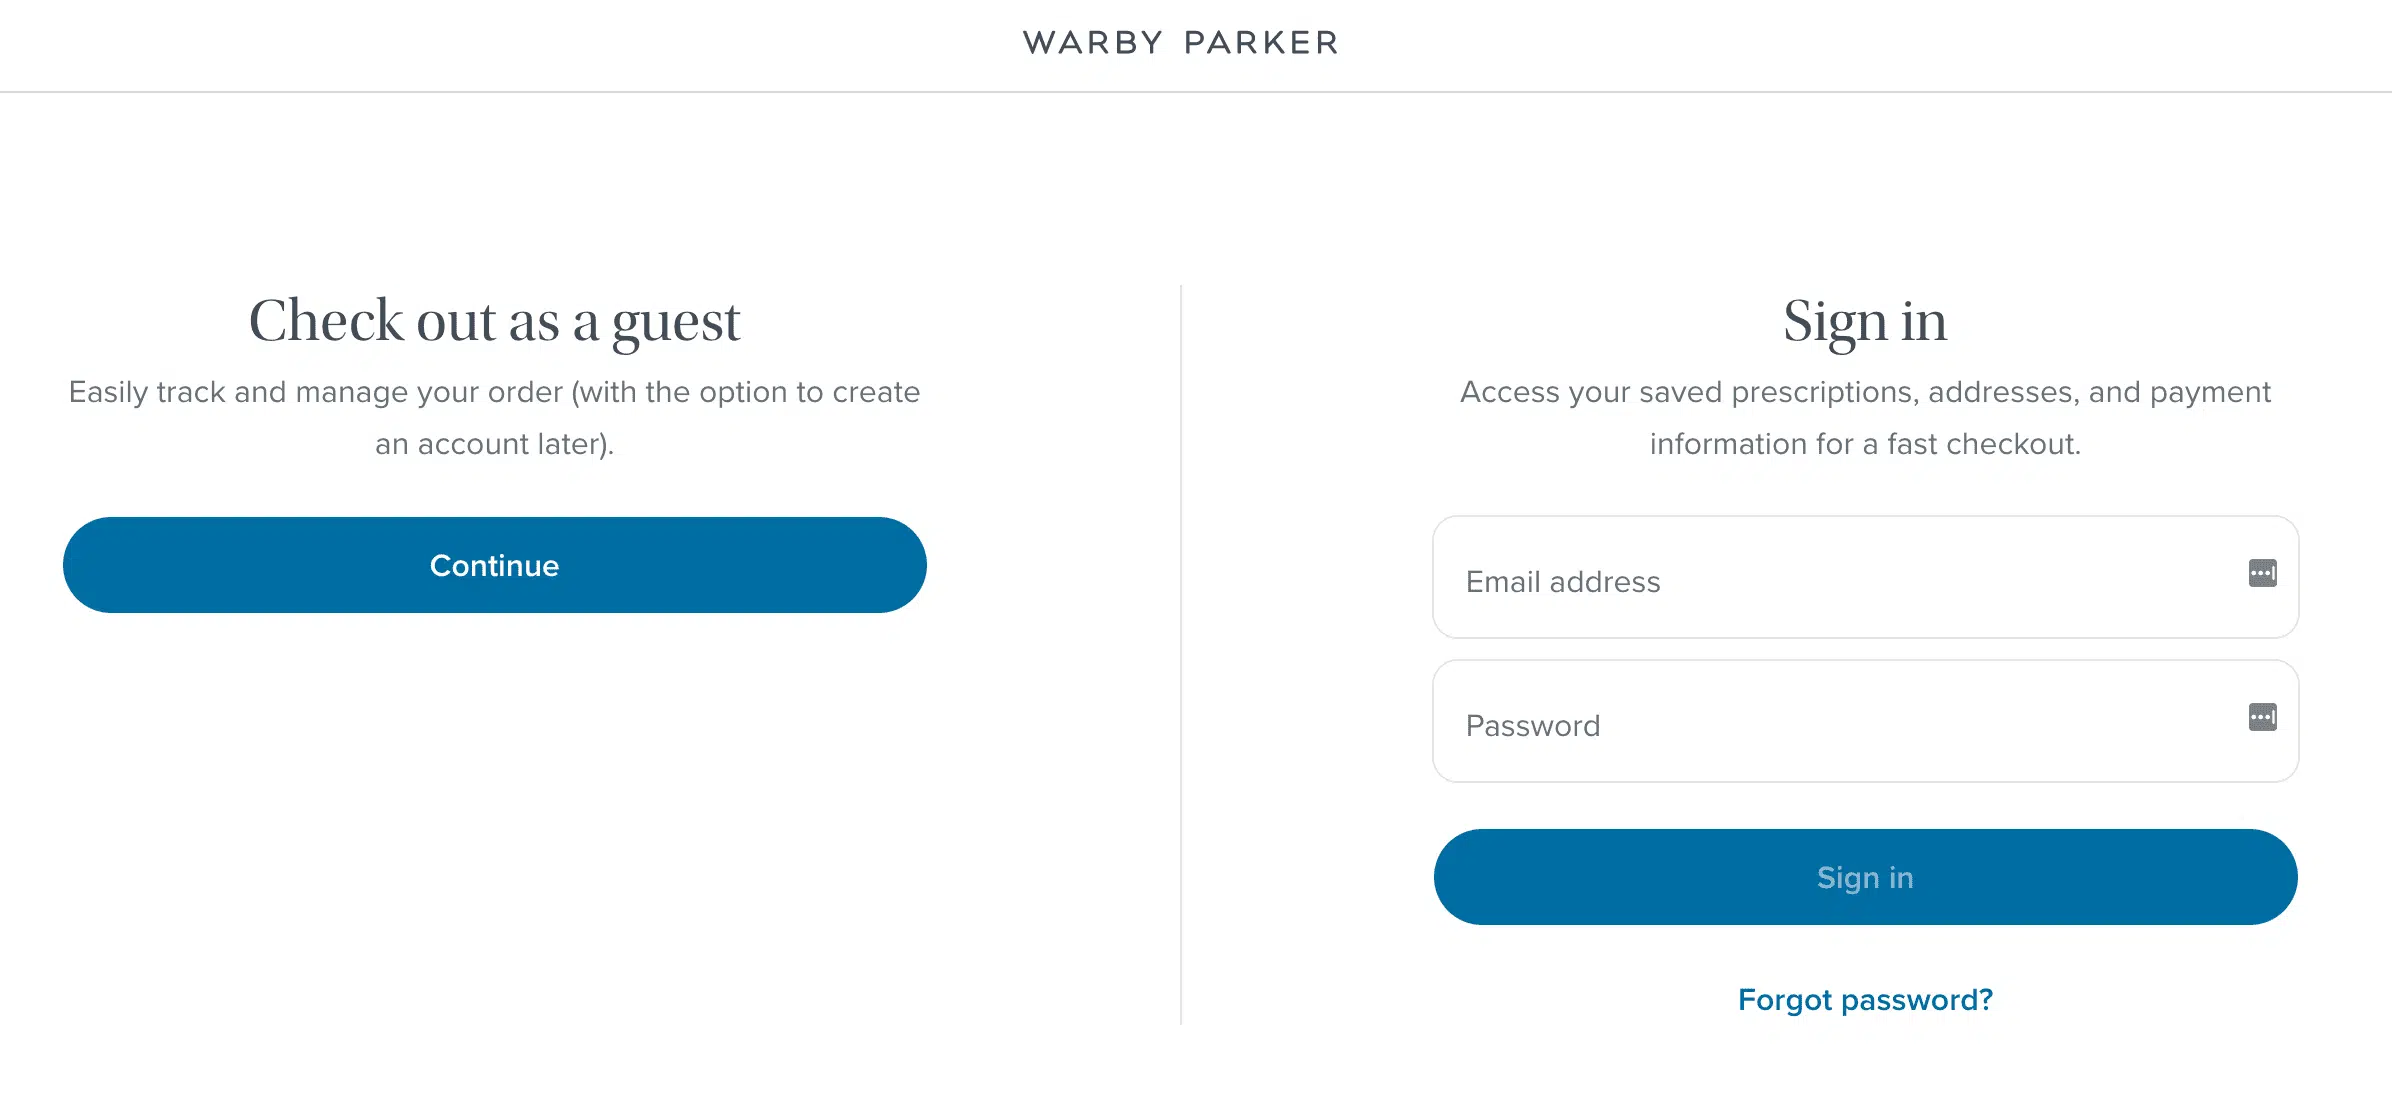 WARBY PARKER
Check out as a guest
Easily track and manage your order (with the option to create
an account later).
Continue
Sign in
Access your saved prescriptions, addresses, and payment
information for a fast checkout.
Email address
Password
Sign in
Forgot password?